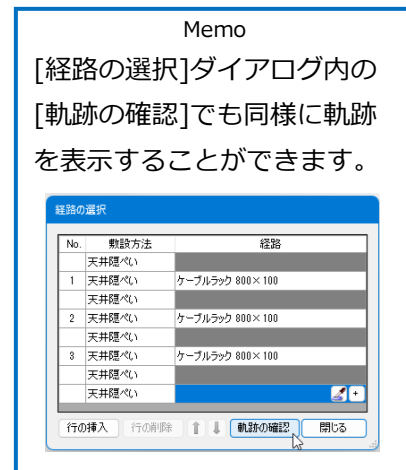 Memo
[経路の選択]ダイアログ内の
[軌跡の確認]でも同様に軌跡
を表示することができます。
経路の選択
No. 敷設方法 経路
天井隠ぺい
1 天井隠ぺい ケーブルラック 800×100
天井隠ぺい
2 天井隠ぺい ケーブルラック 800×100
天井隠ぺい
3 天井隠ぺい ケーブルラック 800×100
天井隠ぺい
天井隠ぺい
行の挿入 行の削除 軌跡の確認 閉じる